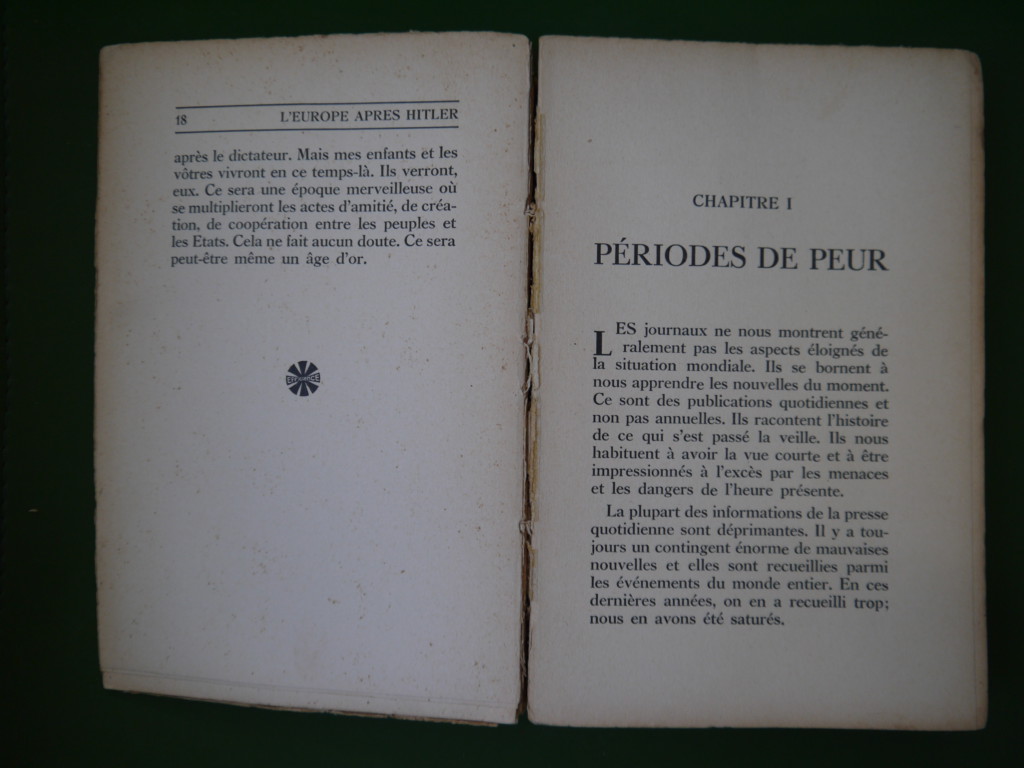 18 L'EUROPE APRES HITLER
après le dictateur. Mais mes enfants et les
vôtres vivront en ce temps-là. Ils verront,
eux. Ce sera une époque merveilleuse où
se multiplieront les actes d'amitié, de créa-
tion, de coopération entre les peuples et
les Etats. Cela ne fait aucun doute. Ce sera
peut-être même un âge d'or.
CHAPITRE I
PÉRIODES DE PEUR
LES journaux ne nous montrent géné-
ralement pas les aspects éloignés de
la situation mondiale. Ils se bornent à
nous apprendre les nouvelles du moment.
Ce sont des publications quotidiennes et
non pas annuelles. Ils racontent l'histoire
de ce qui s'est passé la veille. Ils nous
habituent à avoir la vue courte et à être
impressionnés à l'excès par les menaces
et les dangers de l'heure présente.
La plupart des informations de la presse
quotidienne sont déprimantes. Il y a tou-
jours un contingent énorme de mauvaises
nouvelles et elles sont recueillies parmi
les événements du monde entier. En ces
dernières années, on en a recueilli trop;
nous en avons été saturés.